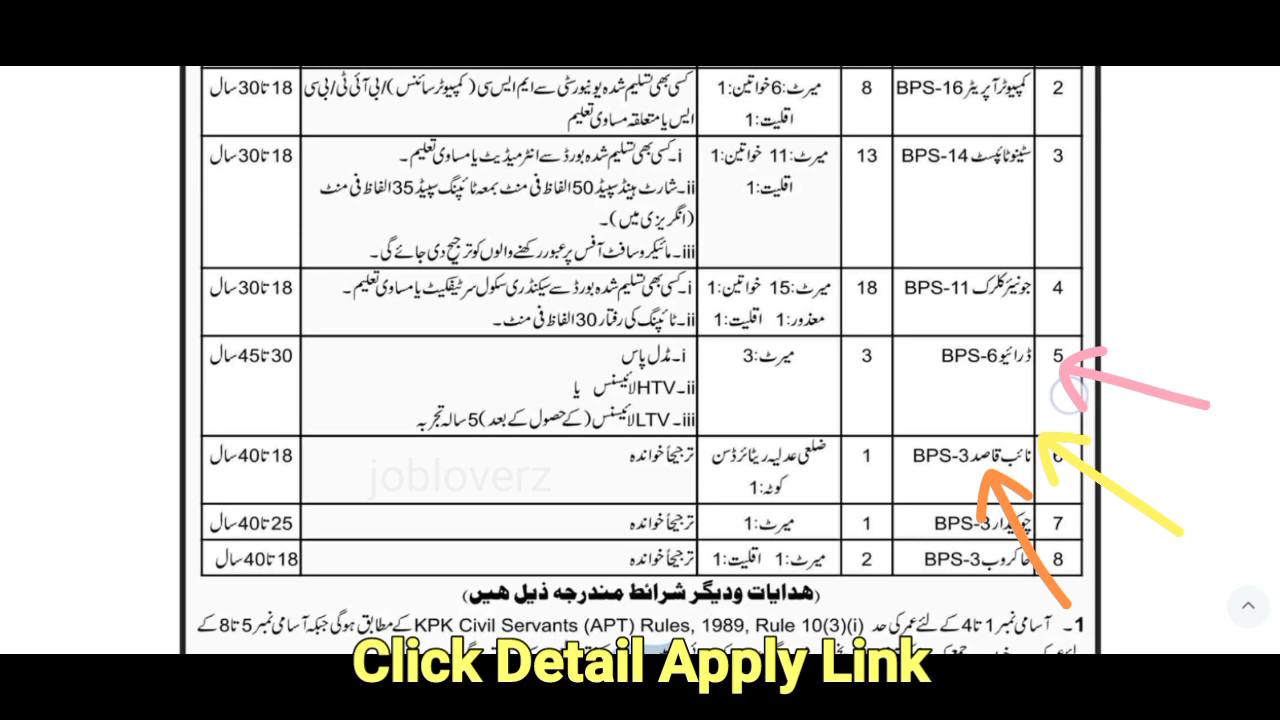 2 کمپیوٹر آپریٹر BPS-16 8 میرٹ:6 خواتین:1 کسی بھی تسلیم شدہ یونیورسٹی سے ایم ایس سی (کمپیوٹر سائنس)/بی آئی ٹی/بی سی 18 تا 30 سال
اقلیت:1 ایس یا متعلقہ مساوی تعلیم
3 سٹینو ٹائپسٹ BPS-14 13 میرٹ:11 خواتین:1 i۔کسی بھی تسلیم شدہ بورڈ سے انٹرمیڈیٹ یا مساوی تعلیم۔ 18 تا 30 سال
اقلیت:1 ii۔شارٹ ہینڈ سپیڈ 50 الفاظ فی منٹ بمعہ ٹائپنگ سپیڈ 35 الفاظ فی منٹ
(انگریزی میں)۔
iii۔مائیکرو سافٹ آفس پر عبور رکھنے والوں کو ترجیح دی جائے گی۔
4 جونیئر کلرک BPS-11 18 میرٹ:15 خواتین:1 i۔کسی بھی تسلیم شدہ بورڈ سے سیکنڈری سکول سرٹیفکیٹ یا مساوی تعلیم۔ 18 تا 30 سال
معذور:1 اقلیت:1 ii۔ٹائپنگ کی رفتار 30 الفاظ فی منٹ۔
5 ڈرائیو BPS-6 3 میرٹ:3 i۔مڈل پاس 30 تا 45 سال
ii۔HTV لائیسنس یا
iii۔LTV لائیسنس (کے حصول کے بعد) 5 سالہ تجربہ
6 نائب قاصد BPS-3 1 ضلعی عدلیہ ریٹائرڈسن ترجیحاً خواندہ 18 تا 40 سال
کوٹہ:1
jobloverz
7 چوکیدار BPS-3 1 میرٹ:1 ترجیحاً خواندہ 25 تا 40 سال
8 خاکروب BPS-3 2 میرٹ:1 اقلیت:1 ترجیحاً خواندہ 18 تا 40 سال
(ھدایات ودیگر شرائط مندرجہ ذیل ھیں)
1۔ آسامی نمبر 1 تا 4 کے لئے عمر کی حد KPK Civil Servants (APT) Rules, 1989, Rule 10(3)(i) کے مطابق ہوگی جبکہ آسامی نمبر 5 تا 8 کے
Click Detail Apply Link